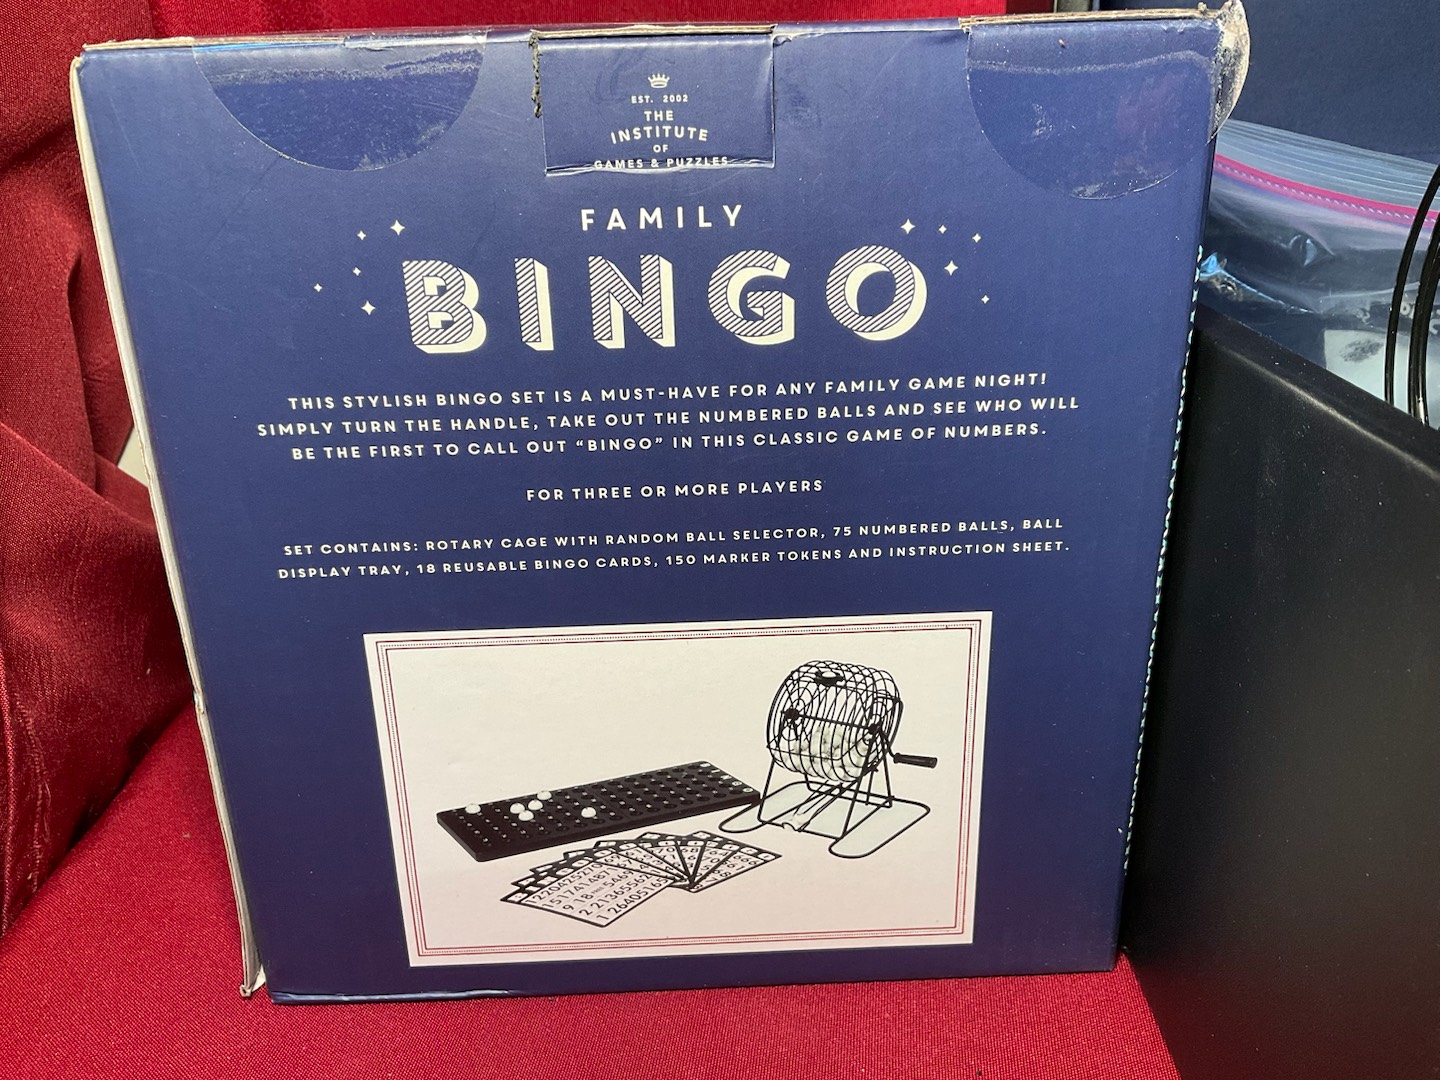 EST. 2002
THE
INSTITUTE
OF
GAMES & PUZZLES
FAMILY
BINGO
THIS STYLISH BINGO SET IS A MUST-HAVE FOR ANY FAMILY GAME NIGHT!
SIMPLY TURN THE HANDLE, TAKE OUT THE NUMBERED BALLS AND SEE WHO WILL
BE THE FIRST TO CALL OUT “BINGO” IN THIS CLASSIC GAME OF NUMBERS.
FOR THREE OR MORE PLAYERS
SET CONTAINS: ROTARY CAGE WITH RANDOM BALL SELECTOR, 75 NUMBERED BALLS, BALL
DISPLAY TRAY, 18 REUSABLE BINGO CARDS, 150 MARKER TOKENS AND INSTRUCTION SHEET.